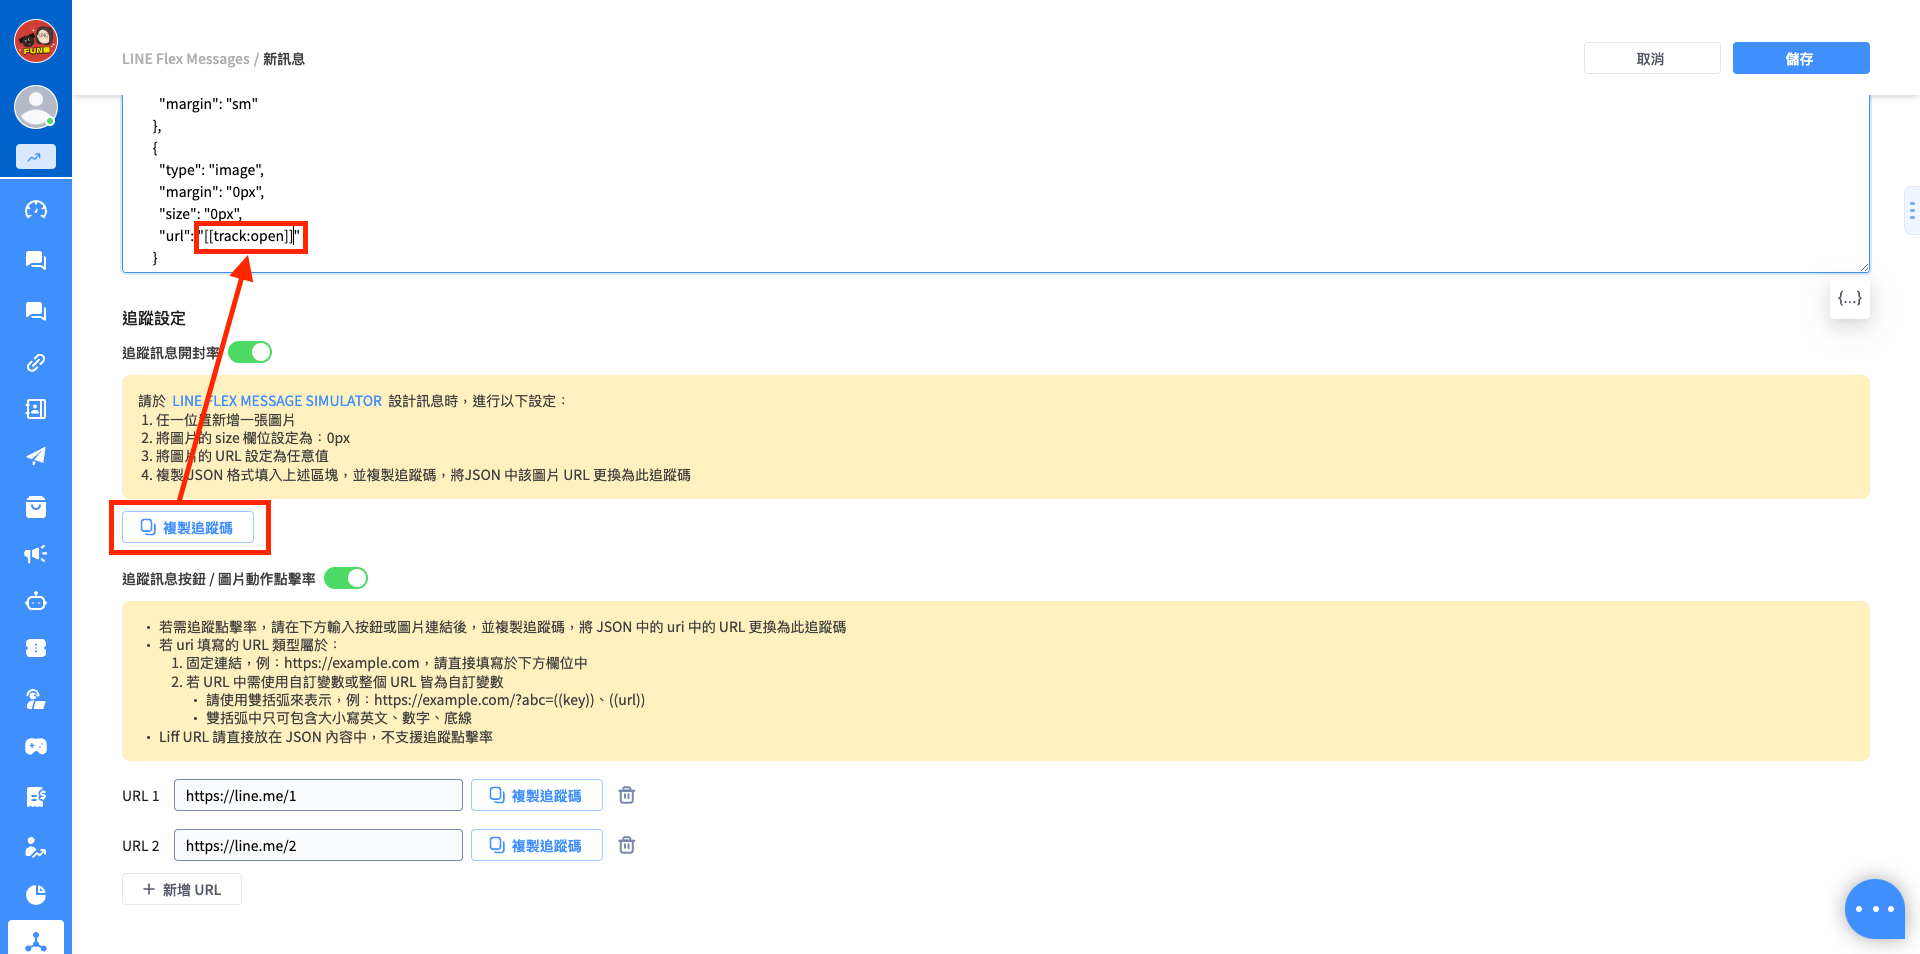 FUN電
LINE Flex Messages / 新訊息
取消
儲存
"margin": "sm"
},
{
"type": "image",
"margin": "0px",
"size": "0px",
"url": "[[track:open]]"
}
{...}
追蹤設定
追蹤訊息開封率
請於 LINE FLEX MESSAGE SIMULATOR 設計訊息時，進行以下設定：
1. 任一位置新增一張圖片
2. 將圖片的 size 欄位設定為：0px
3. 將圖片的 URL 設定為任意值
4. 複製 JSON 格式填入上述區塊，並複製追蹤碼，將JSON 中該圖片 URL 更換為此追蹤碼
複製追蹤碼
追蹤訊息按鈕 / 圖片動作點擊率
• 若需追蹤點擊率，請在下方輸入按鈕或圖片連結後，並複製追蹤碼，將 JSON 中的 uri 中的 URL 更換為此追蹤碼
• 若 uri 填寫的 URL 類型屬於：
1. 固定連結，例：https://example.com，請直接填寫於下方欄位中
2. 若 URL 中需使用自訂變數或整個 URL 皆為自訂變數
• 請使用雙括弧來表示，例：https://example.com/?abc=((key))、((url))
• 雙括弧中只可包含大小寫英文、數字、底線
• Liff URL 請直接放在 JSON 內容中，不支援追蹤點擊率
URL 1 https://line.me/1 複製追蹤碼
URL 2 https://line.me/2 複製追蹤碼
+ 新增 URL